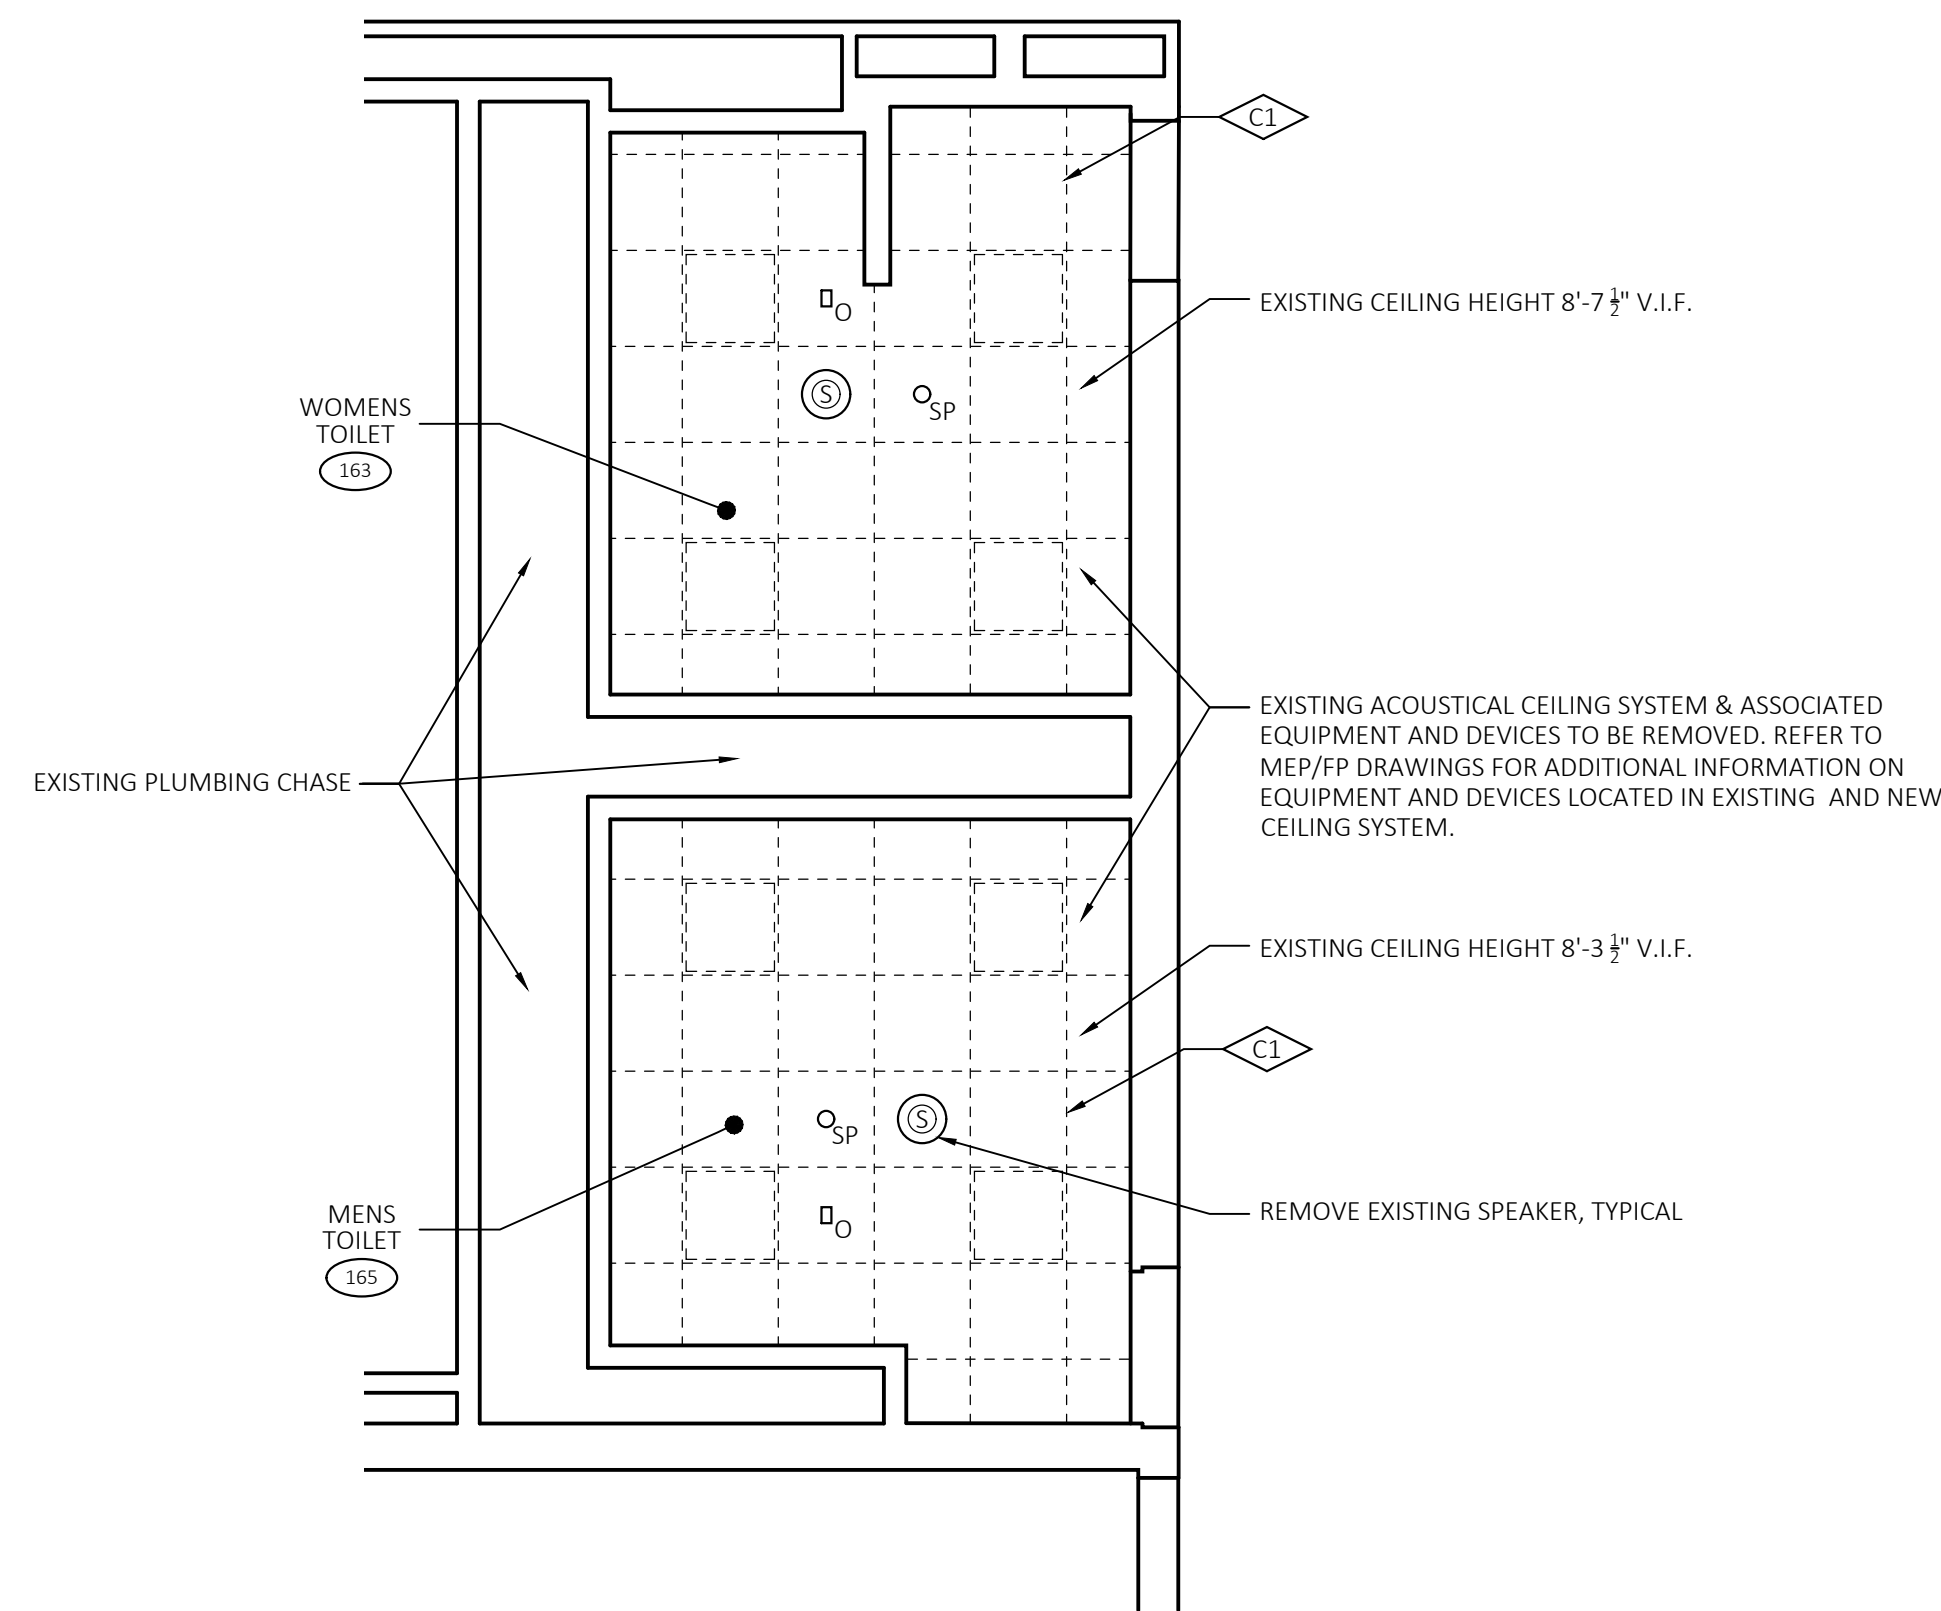 C1
EXISTING CEILING HEIGHT 8'-7 1/2" V.I.F.
O
S
SP
WOMENS
TOILET
163
EXISTING ACOUSTICAL CEILING SYSTEM & ASSOCIATED
EQUIPMENT AND DEVICES TO BE REMOVED. REFER TO
MEP/FP DRAWINGS FOR ADDITIONAL INFORMATION ON
EQUIPMENT AND DEVICES LOCATED IN EXISTING  AND NEW
CEILING SYSTEM.
EXISTING PLUMBING CHASE
EXISTING CEILING HEIGHT 8'-3 1/2" V.I.F.
C1
SP
S
MENS
TOILET
165
O
REMOVE EXISTING SPEAKER, TYPICAL